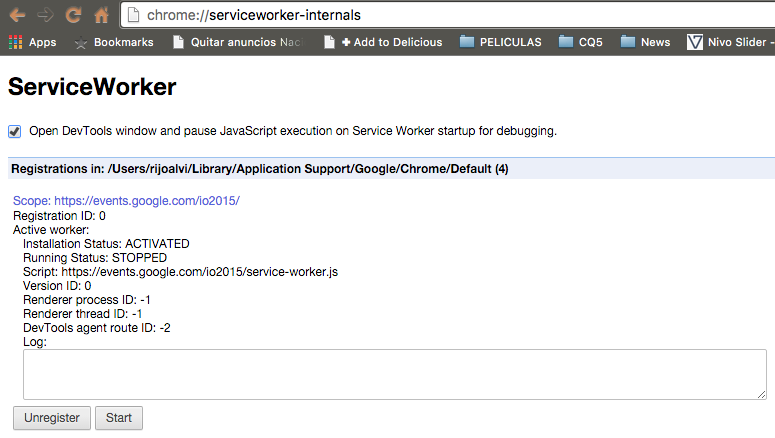 chrome://serviceworker-internals
Apps Bookmarks Quitar anuncios Nac + Add to Delicious PELICULAS CQ5 News Nivo Slider -
ServiceWorker
Open DevTools window and pause JavaScript execution on Service Worker startup for debugging.
Registrations in: /Users/rijoalvi/Library/Application Support/Google/Chrome/Default (4)
Scope: https://events.google.com/io2015/
Registration ID: 0
Active worker:
Installation Status: ACTIVATED
Running Status: STOPPED
Script: https://events.google.com/io2015/service-worker.js
Version ID: 0
Renderer process ID: -1
Renderer thread ID: -1
DevTools agent route ID: -2
Log:
Unregister Start